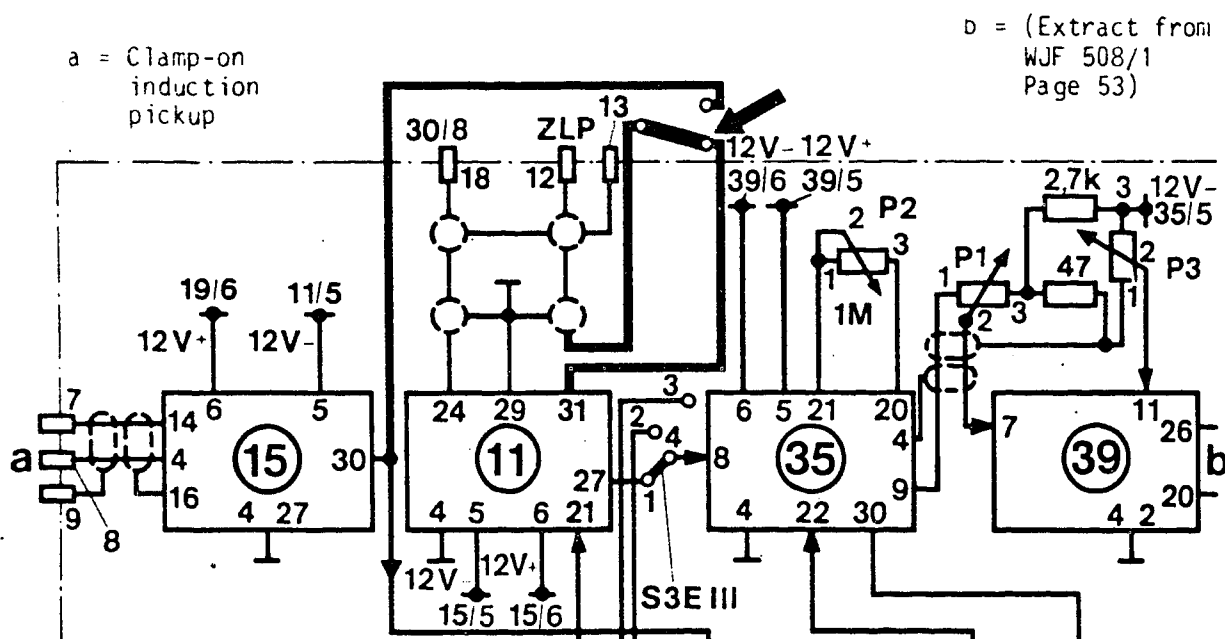 a = Clamp-on
induction
pickup
b = (Extract from
WJF 508/1
Page 53)
13
30/8
ZLP
18
12
12V- 12V+
39/6 39/5
2,7k 3 12V-
35/5
P2
2
3
1
1M
P1
1
2
3
47
2
P3
1
19/6
12V+
11/5
12V-
7
a
9
8
14
4
16
6
5
15
30
4 27
24 29 31
11
27
4 5 6 21
12V-
12V+
15/5 15/6
3
2
4
1
S3E III
6 5 21 20
8
35
4
9
4 22 30
7
11
39
26
20
4 2
b